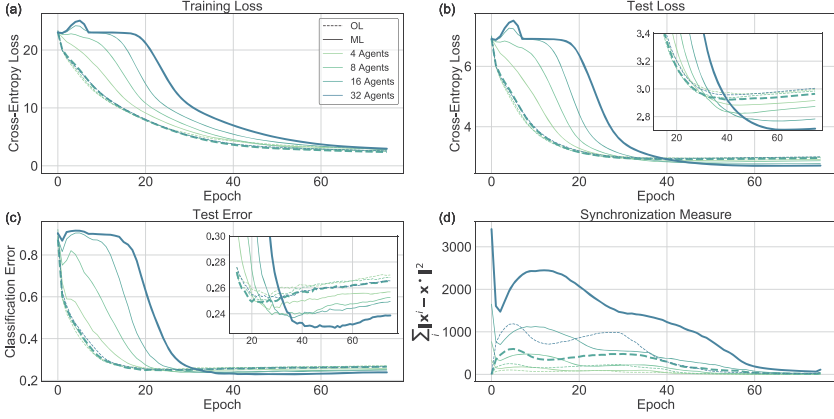 (a)
Training Loss
Cross-Entropy Loss
20
10
0
0
20
40
60
Epoch
OL
ML
4 Agents
8 Agents
16 Agents
32 Agents
(b)
Test Loss
Cross-Entropy Loss
6
4
0
20
40
60
Epoch
3,4
3,2
3,0
2,8
20
40
60
(c)
Test Error
Classification Error
0.8
0.6
0.4
0.2
0
20
40
60
Epoch
0.30
0.28
0.26
0.24
20
40
60
(d)
Synchronization Measure
∑ᵢ ‖xⁱ − x˙‖²
3000
2000
1000
0
0
20
40
60
Epoch